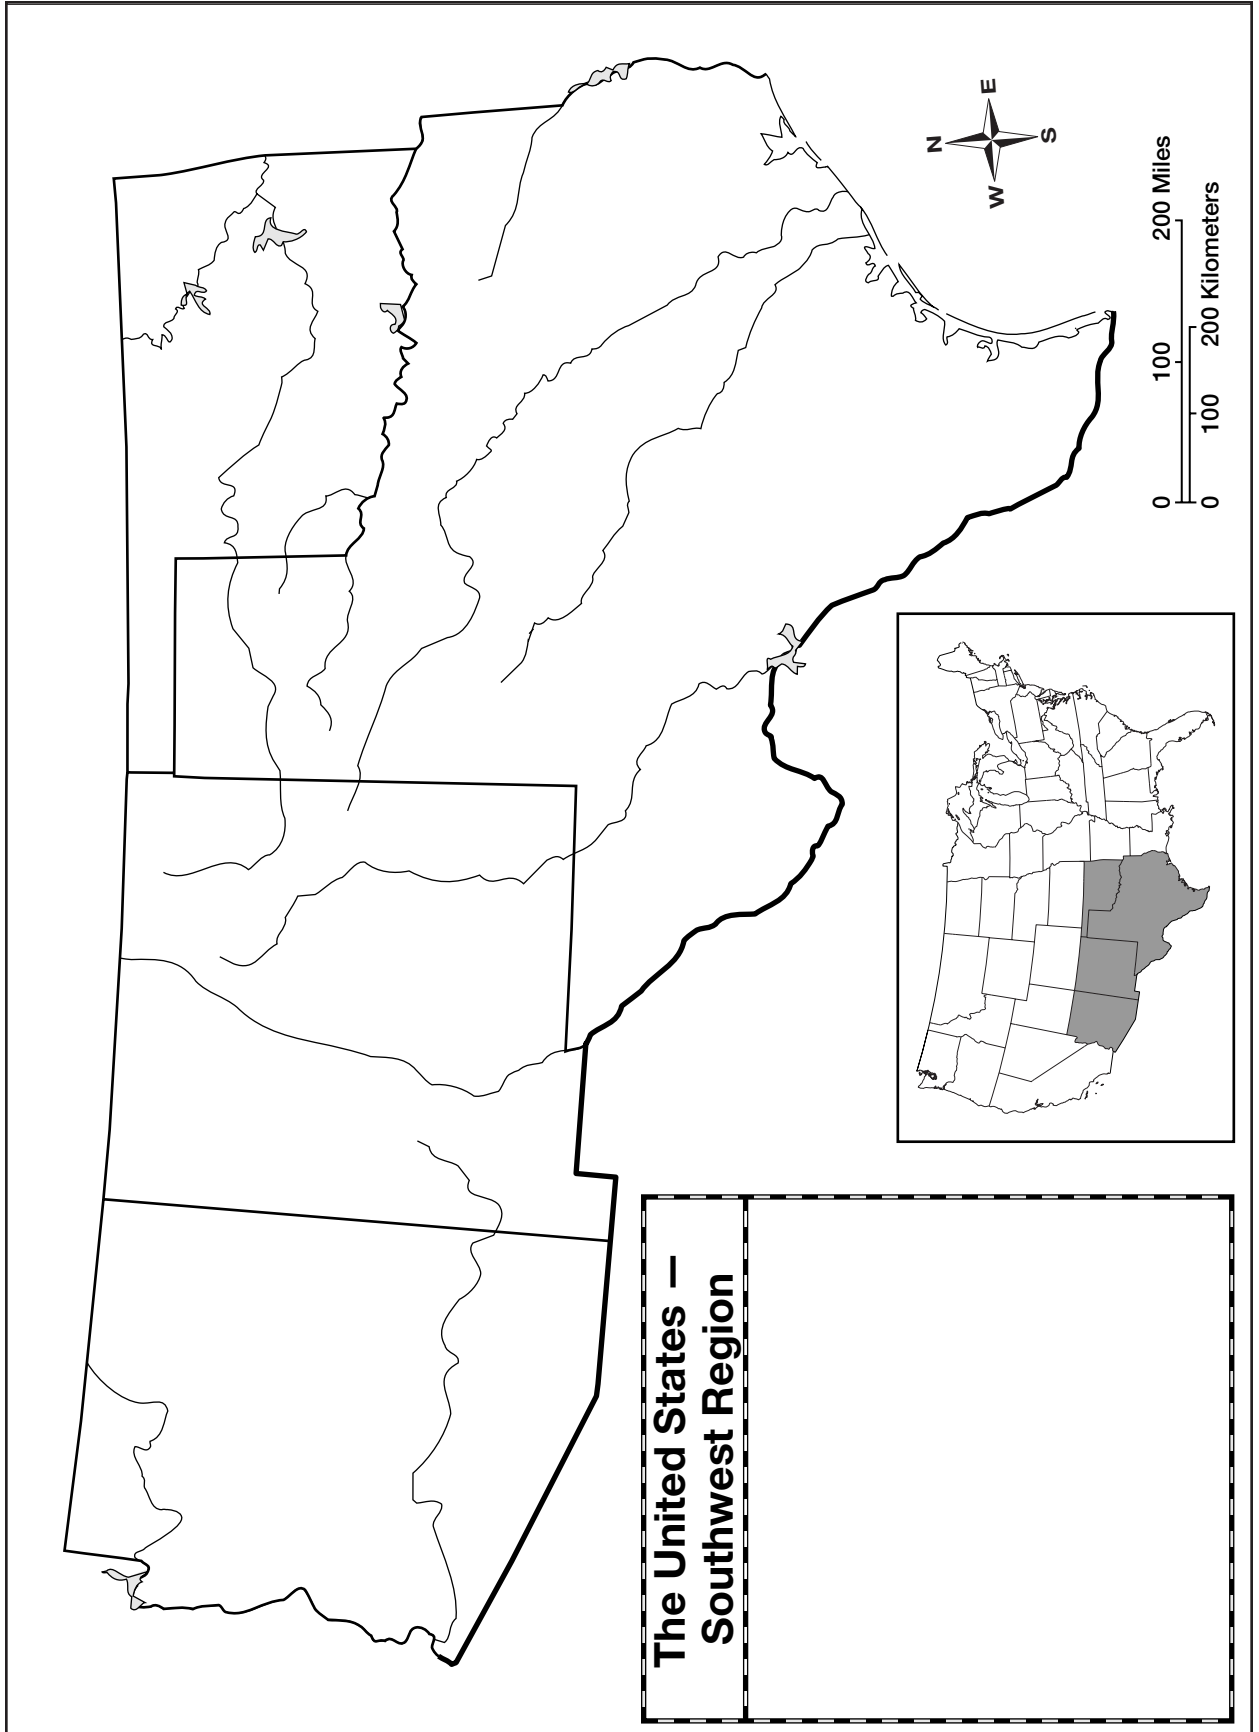 The United States –
Southwest Region
N
E
S
W
0 100 200 Miles
0 100 200 Kilometers